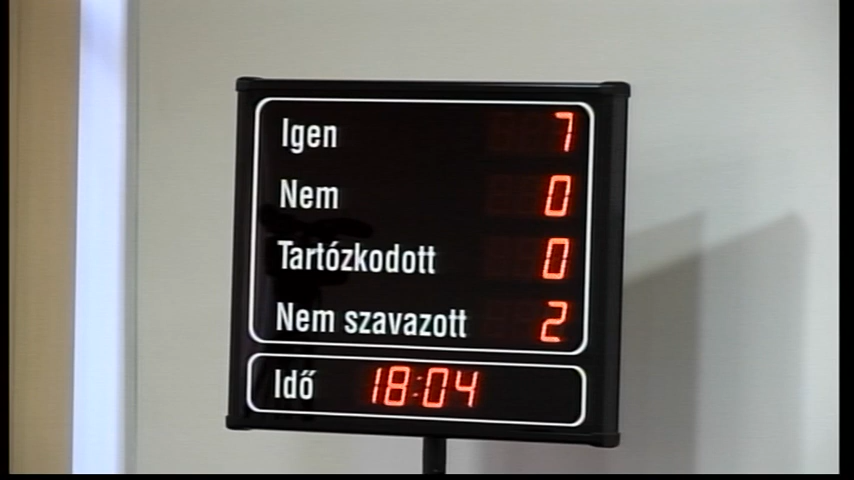 Igen 7
Nem 0
Tartózkodott 0
Nem szavazott 2
Idő 18:04